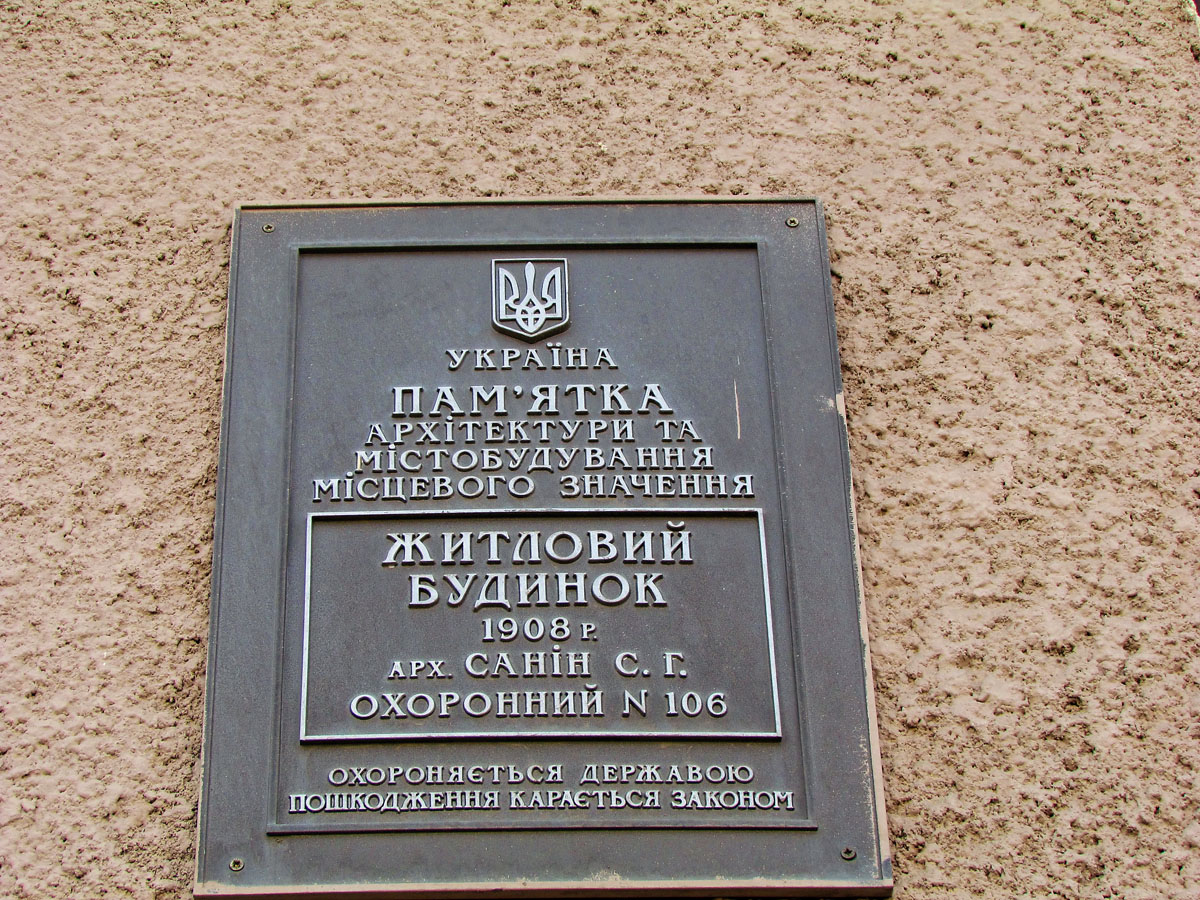 УКРАЇНА
ПАМ'ЯТКА
АРХІТЕКТУРИ ТА
МІСТОБУДУВАННЯ
МІСЦЕВОГО ЗНАЧЕННЯ
ЖИТЛОВИЙ
БУДИНОК
1908 Р.
АРХ. САНІН С. Г.
ОХОРОННИЙ N 106
ОХОРОНЯЄТЬСЯ ДЕРЖАВОЮ
ПОШКОДЖЕННЯ КАРАЄТЬСЯ ЗАКОНОМ